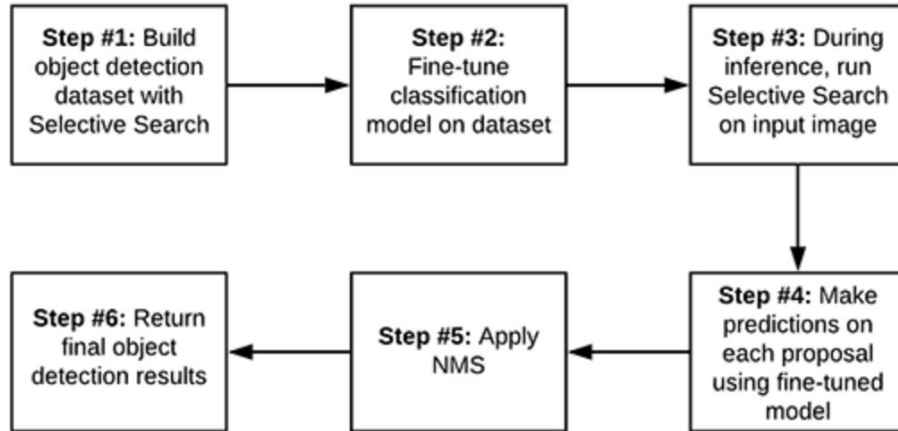 Step #1: Build
object detection
dataset with
Selective Search
Step #2:
Fine-tune
classification
model on dataset
Step #3: During
inference, run
Selective Search
on input image
Step #4: Make
predictions on
each proposal
using fine-tuned
model
Step #5: Apply
NMS
Step #6: Return
final object
detection results